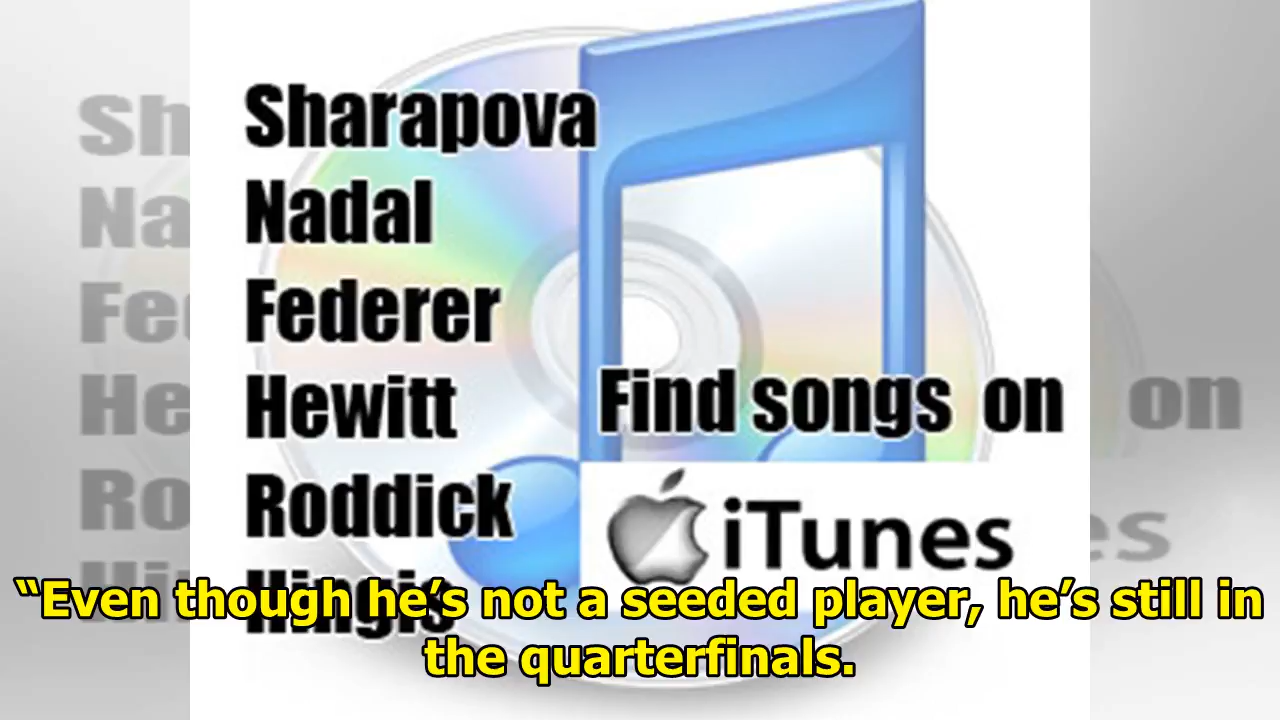 Sharapova
Nadal
Federer
Hewitt
Find songs on
Roddick
iTunes
Hingis
“Even though he’s not a seeded player, he’s still in
the quarterfinals.